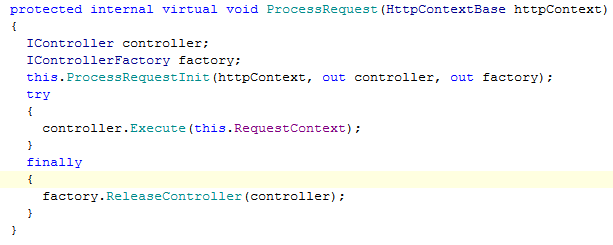 protected internal virtual void ProcessRequest(HttpContextBase httpContext)
{
  IController controller;
  IControllerFactory factory;
  this.ProcessRequestInit(httpContext, out controller, out factory);
  try
  {
    controller.Execute(this.RequestContext);
  }
  finally
  {
    factory.ReleaseController(controller);
  }
}